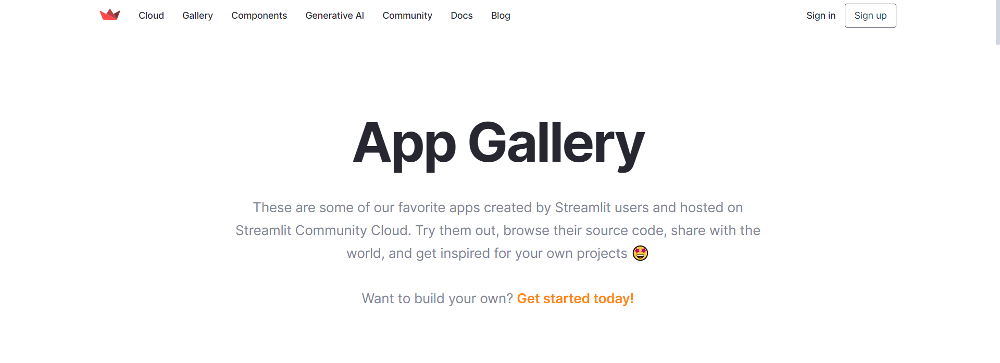 Cloud Gallery Components Generative AI Community Docs Blog Sign in Sign up
App Gallery
These are some of our favorite apps created by Streamlit users and hosted on
Streamlit Community Cloud. Try them out, browse their source code, share with the
world, and get inspired for your own projects 🤩
Want to build your own? Get started today!